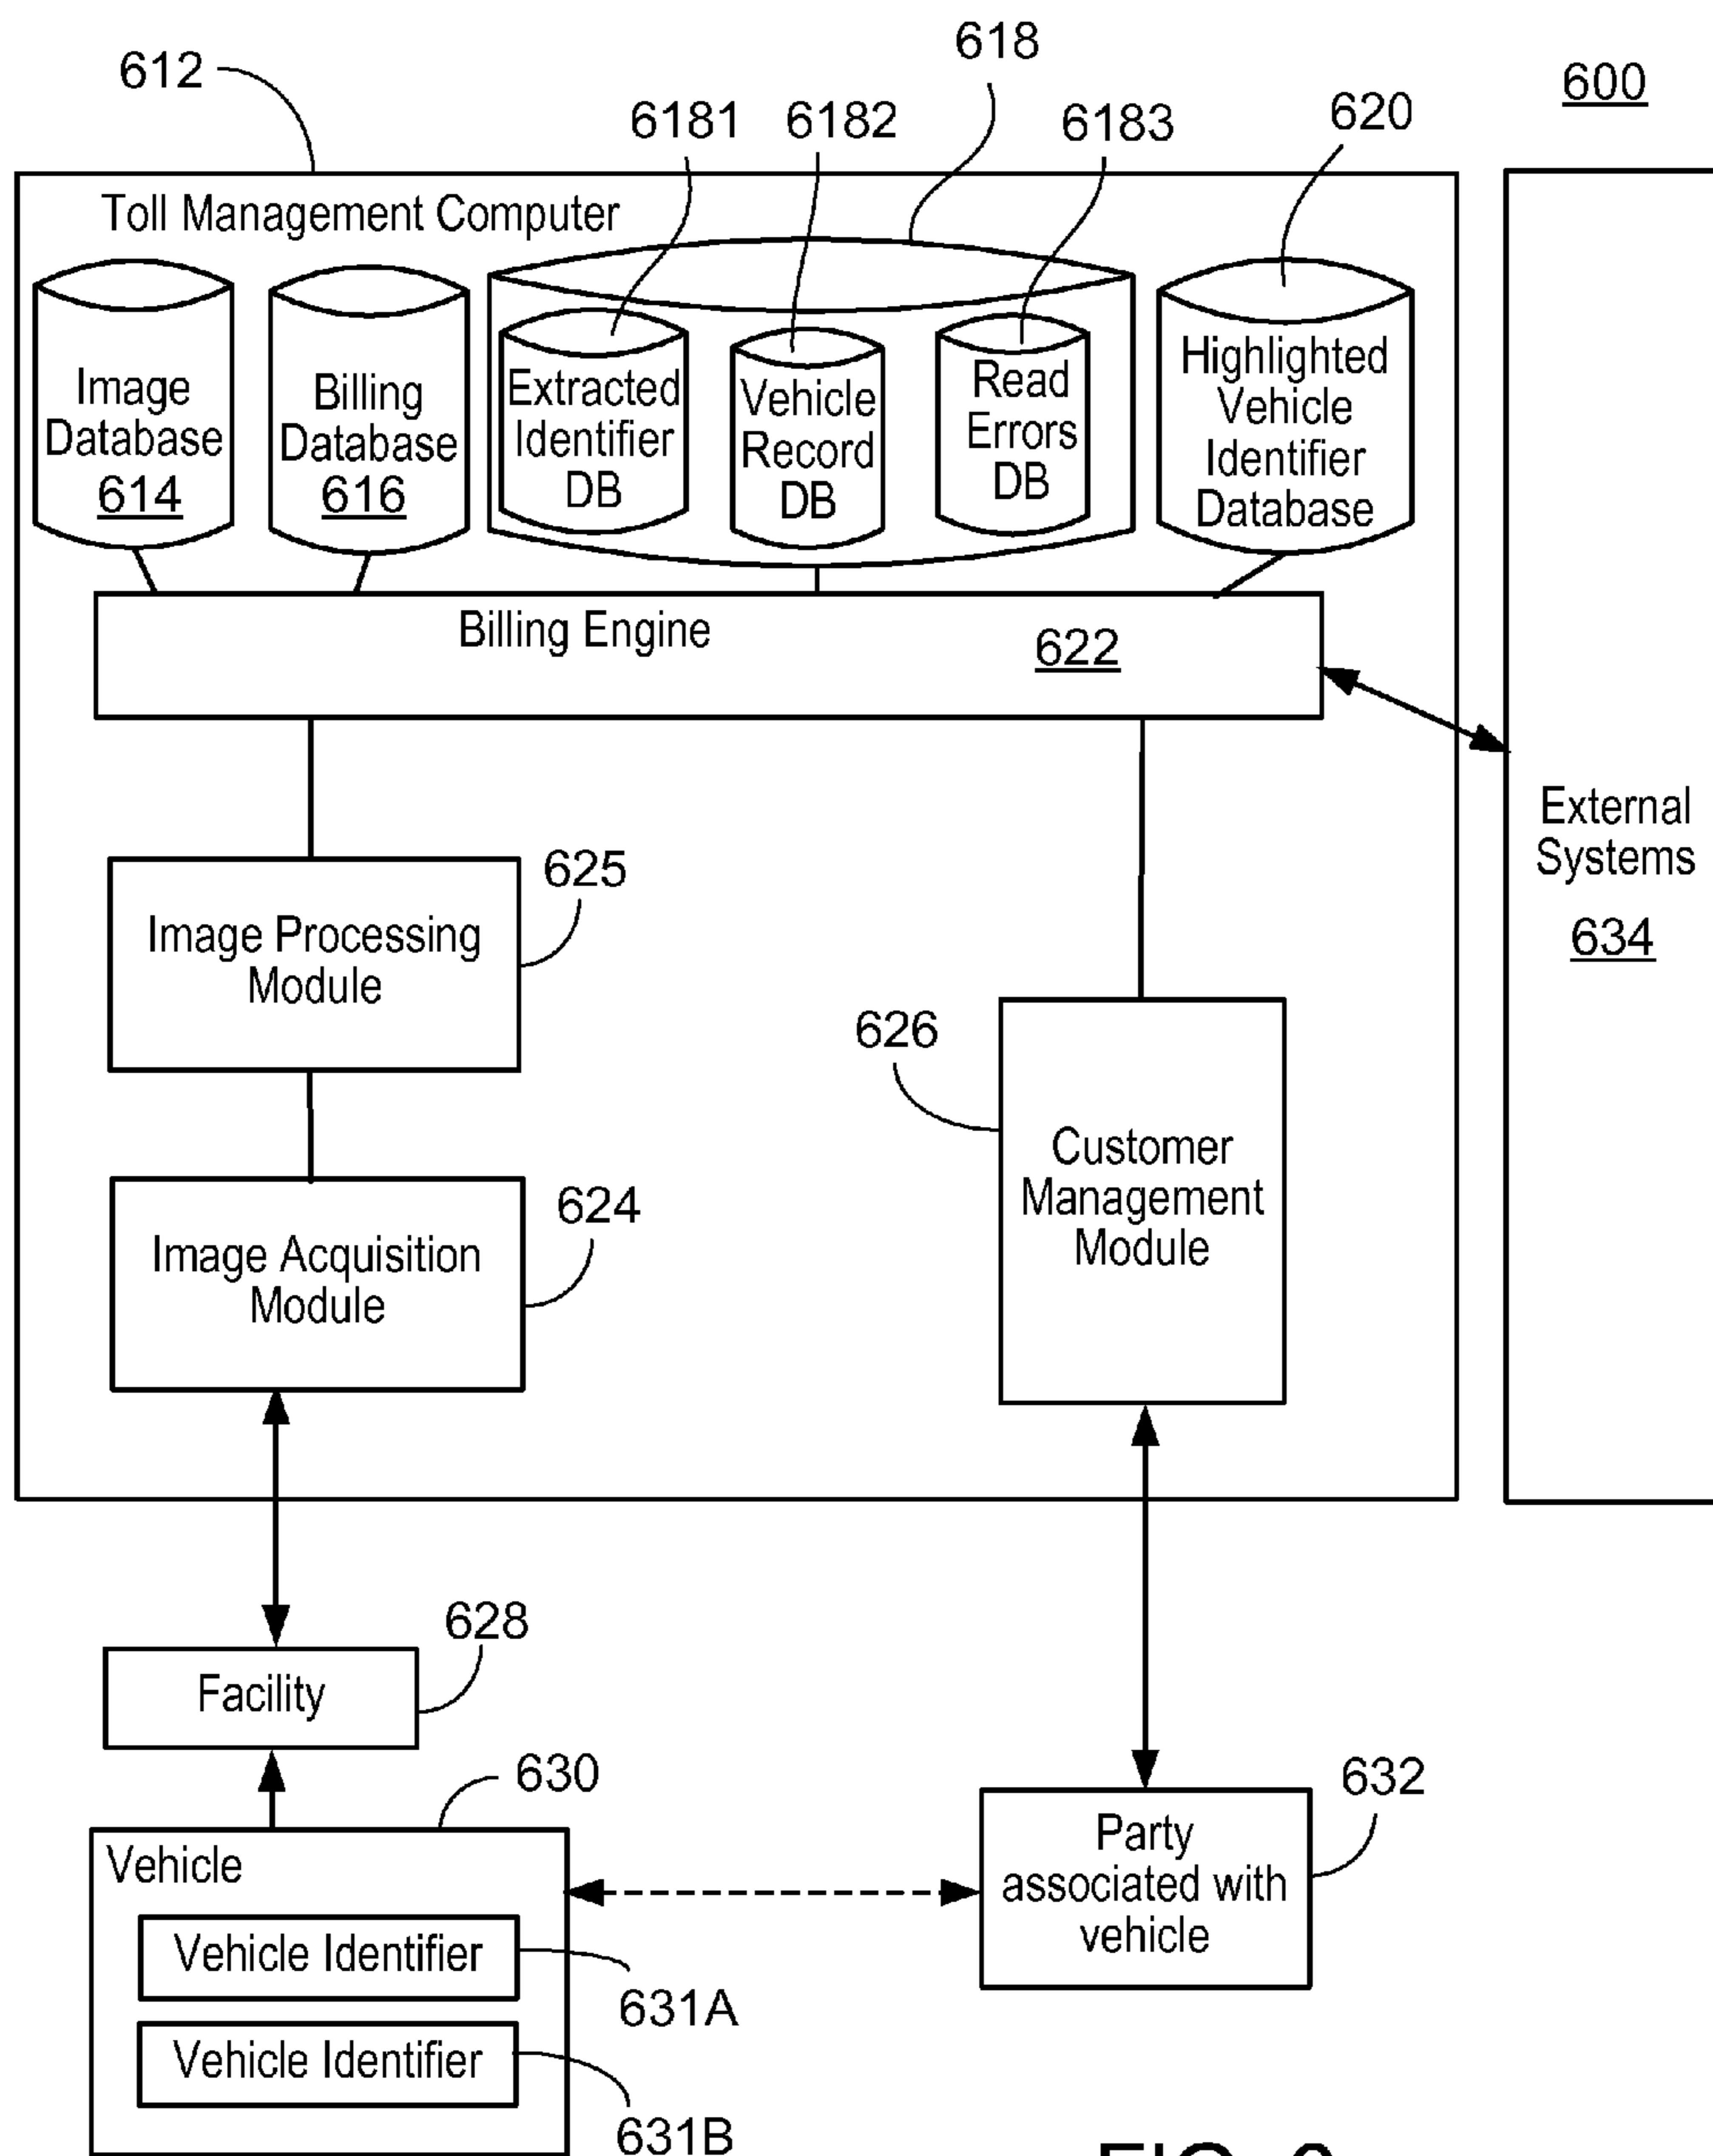 612
618
600
6181
6182
6183
620
Toll Management Computer
Image
Database
614
Billing
Database
616
Extracted
Identifier
DB
Vehicle
Record
DB
Read
Errors
DB
Highlighted
Vehicle
Identifier
Database
Billing Engine
622
External
Systems
634
625
Image Processing
Module
626
Customer
Management
Module
624
Image Acquisition
Module
628
Facility
630
Vehicle
Vehicle Identifier
631A
Vehicle Identifier
631B
632
Party
associated with
vehicle
FIG.